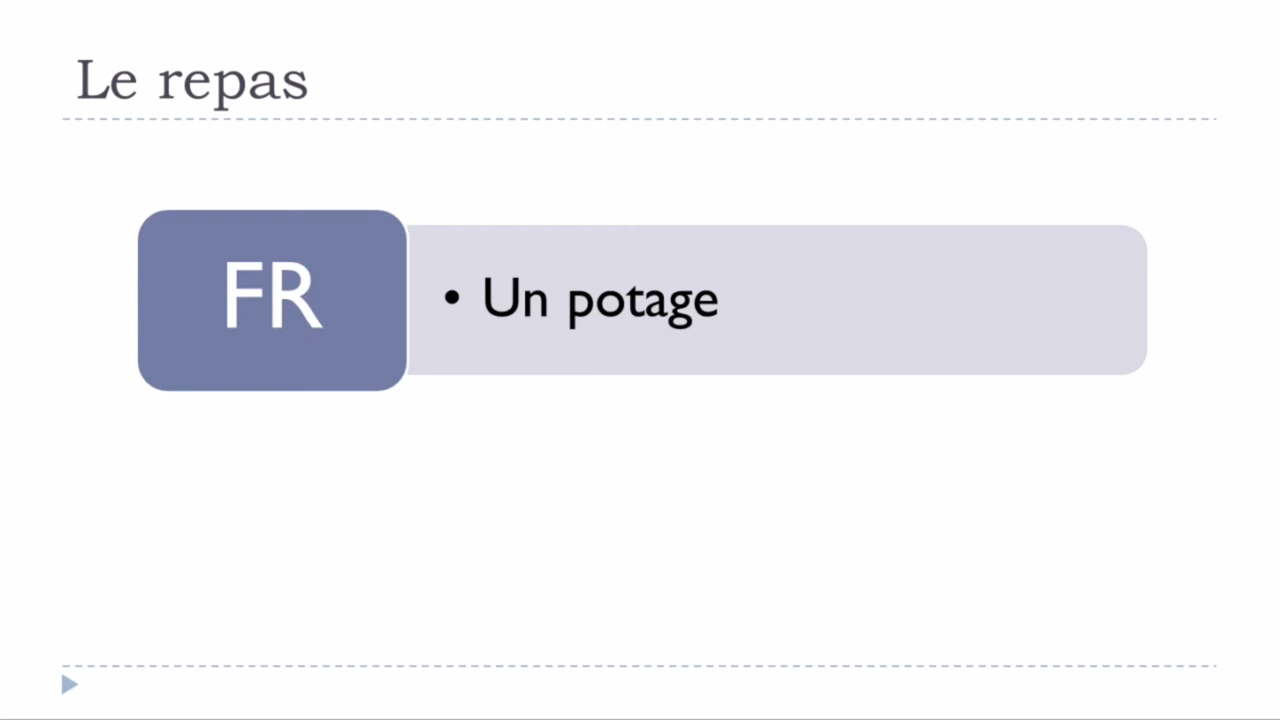 Le repas
FR
• Un potage